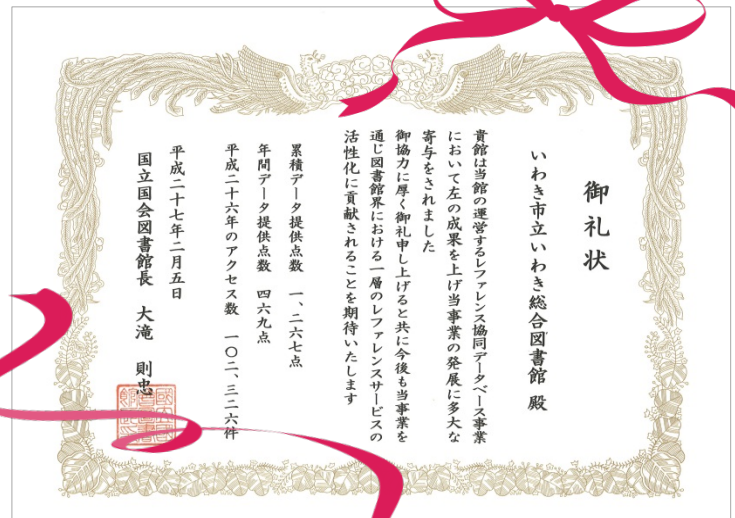 御礼状
いわき市立いわき総合図書館 殿
貴館は当館の運営するレファレンス協同データベース事業
において左の成果を上げ当事業の発展に多大な
寄与をされました
御協力に厚く御礼申し上げると共に今後も当事業を
通じ図書館界における一層のレファレンスサービスの
活性化に貢献されることを期待いたします
累積データ提供点数 一、二六七点
年間データ提供点数 四六九点
平成二十六年のアクセス数 一〇二、三二六件
平成二十七年二月五日
国立国会図書館長 大滝 則忠